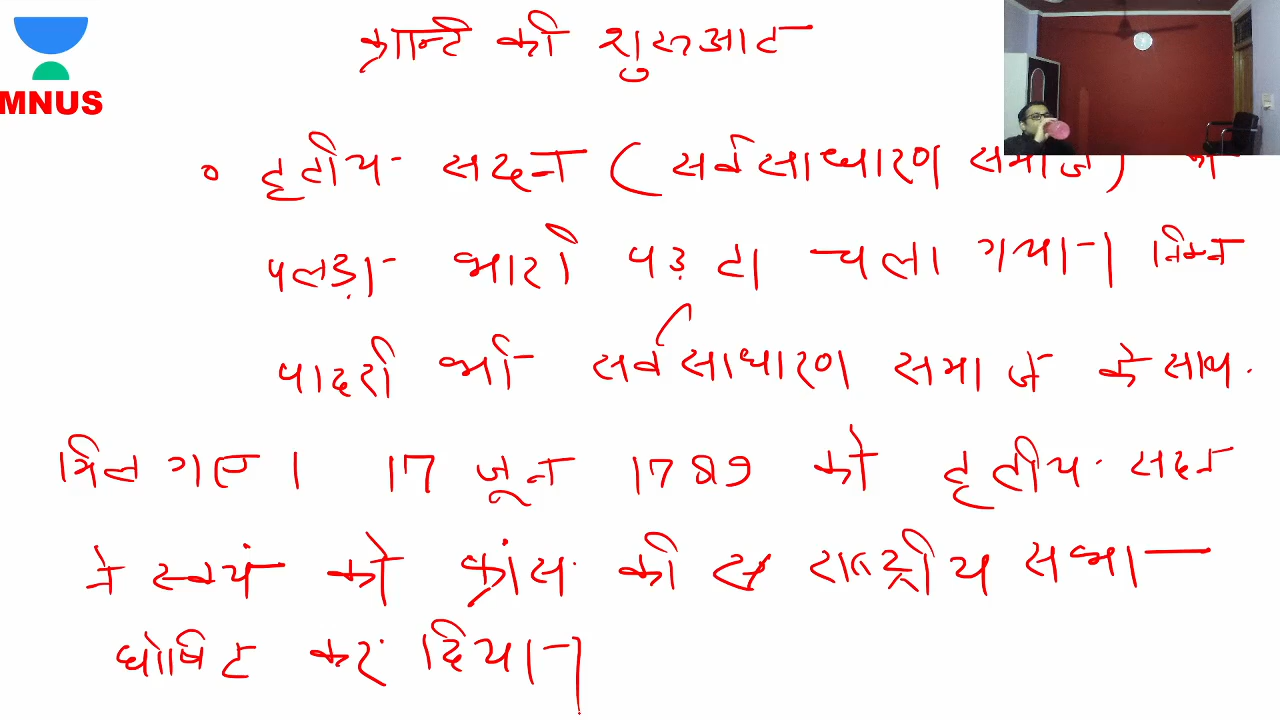 MNUS
क्रान्ति की शुरुआत
• तृतीय सदन (सर्वसाधारण समाज) का
पलड़ा भारी पड़ता चला गया। निम्न
पादरी भी सर्वसाधारण समाज के साथ
मिल गए। 17 जून 1789 को तृतीय सदन
ने स्वयं को फ्रांस की राष्ट्रीय सभा
घोषित कर दिया।